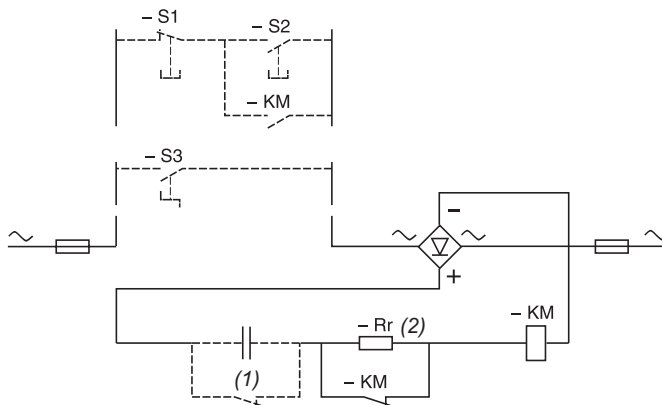 – S1
– S2
– KM
– S3
–
+
– Rr (2)
– KM
(1)
– KM